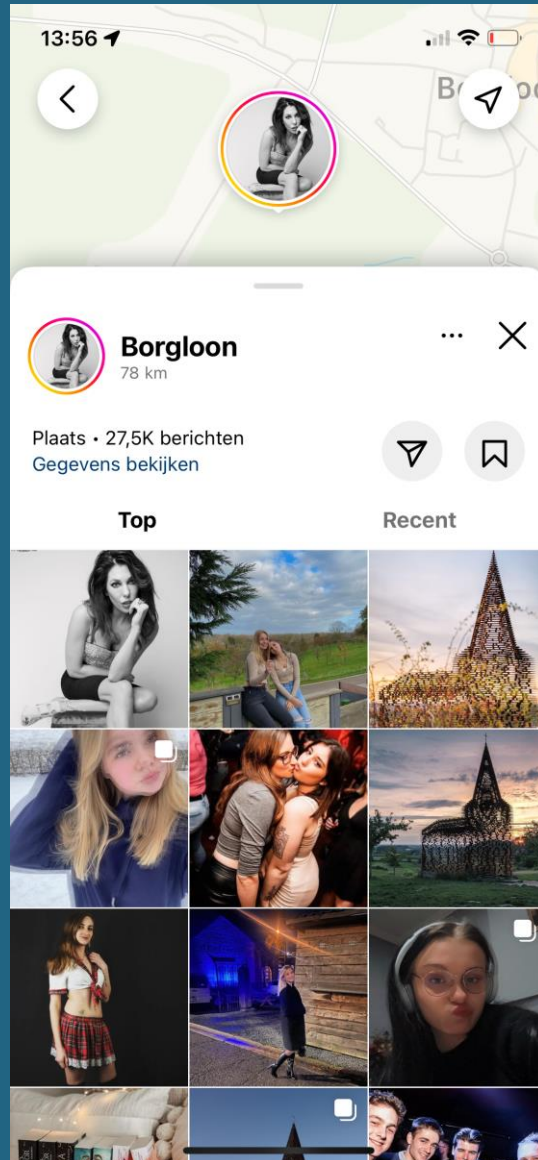 13:56
Borgloon
78 km
Plaats • 27,5K berichten
Gegevens bekijken
Top
Recent